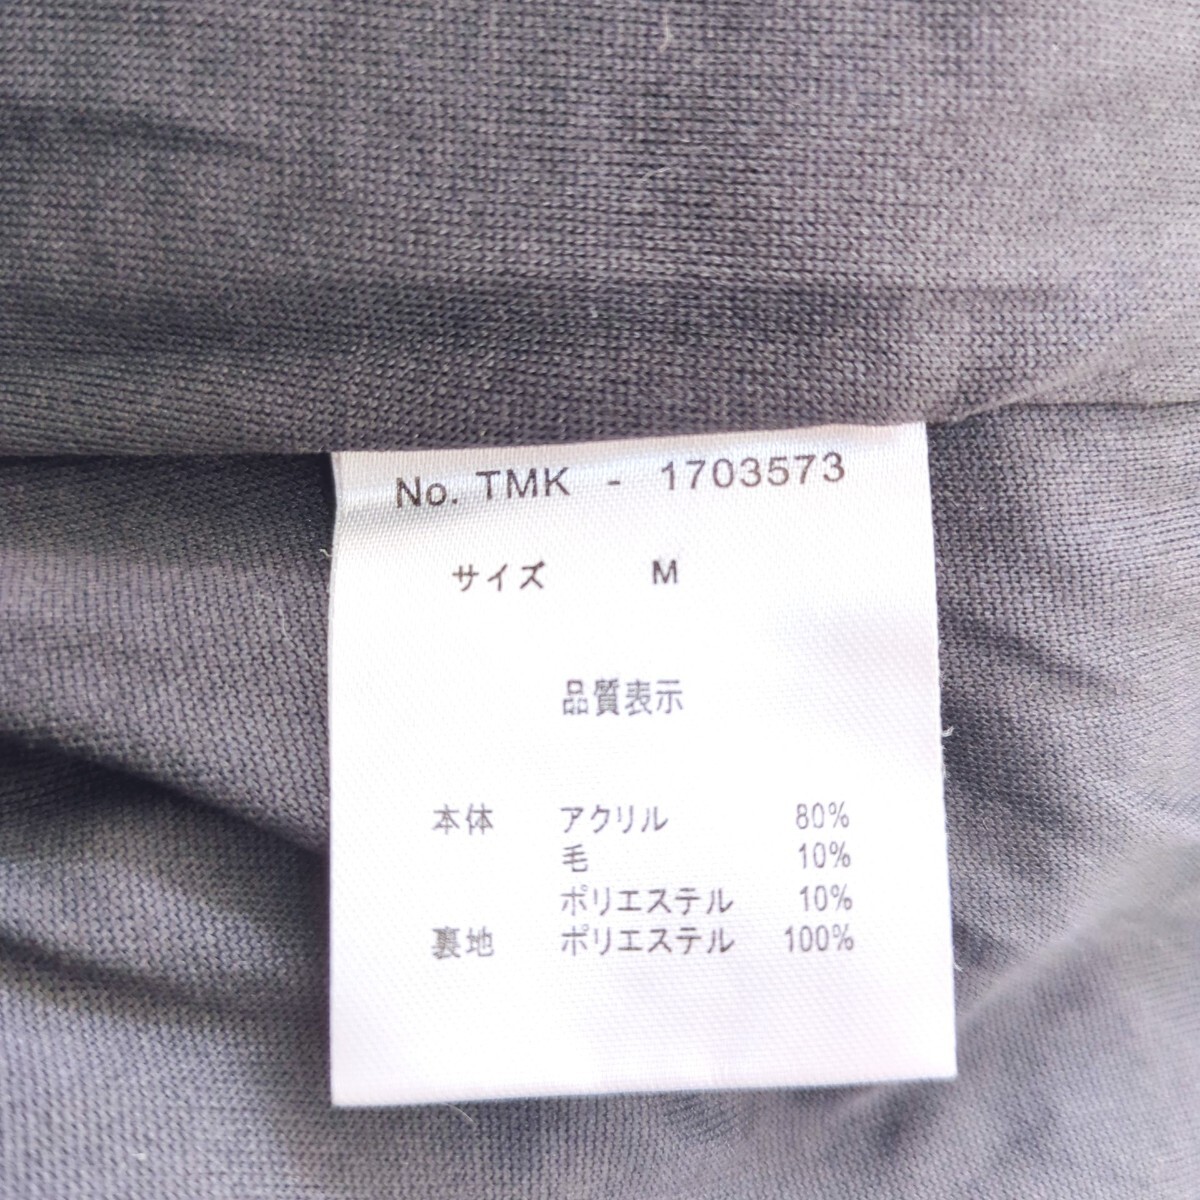 No. TMK - 1703573
サイズ M
品質表示
本体 アクリル 80%
毛 10%
ポリエステル 10%
裏地 ポリエステル 100%